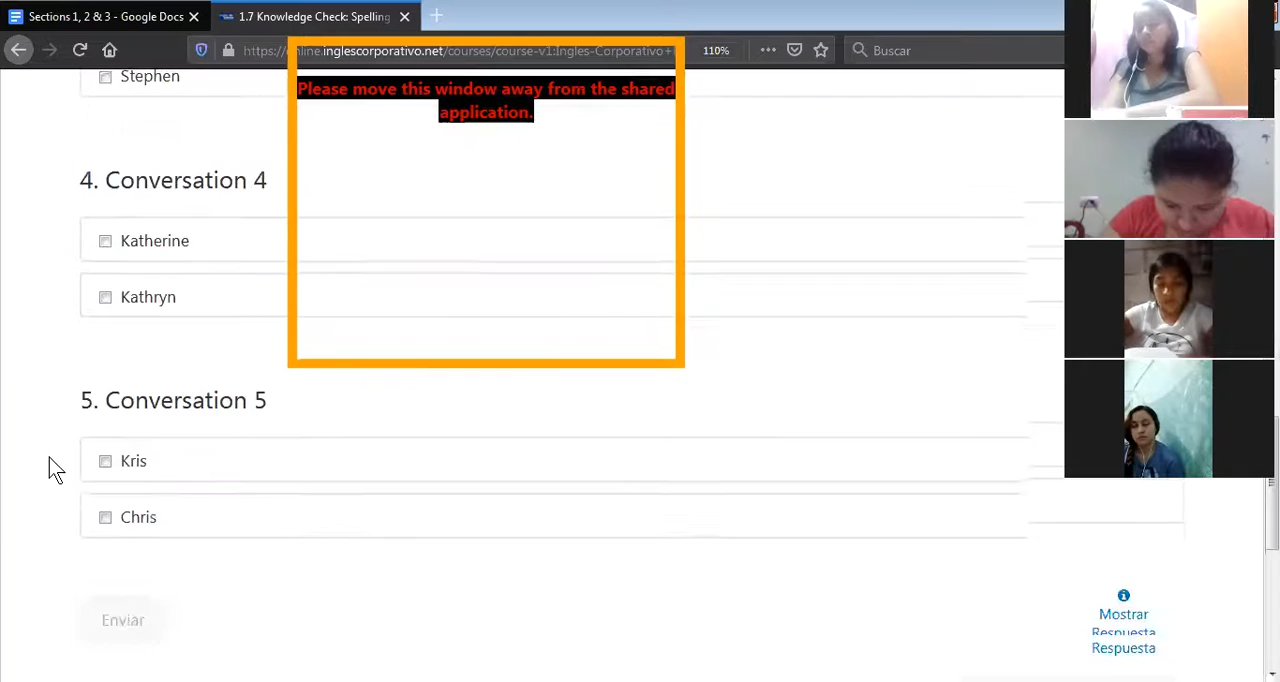 Sections 1, 2 & 3 - Google Docs
1.7 Knowledge Check: Spelling
.inglescorporativo.net/courses/course-v1:Ingles-Corporativo+
110%
Buscar
Please move this window away from the shared
application.
Stephen
4. Conversation 4
Katherine
Kathryn
5. Conversation 5
Kris
Chris
Enviar
Mostrar
Respuesta
Respuesta